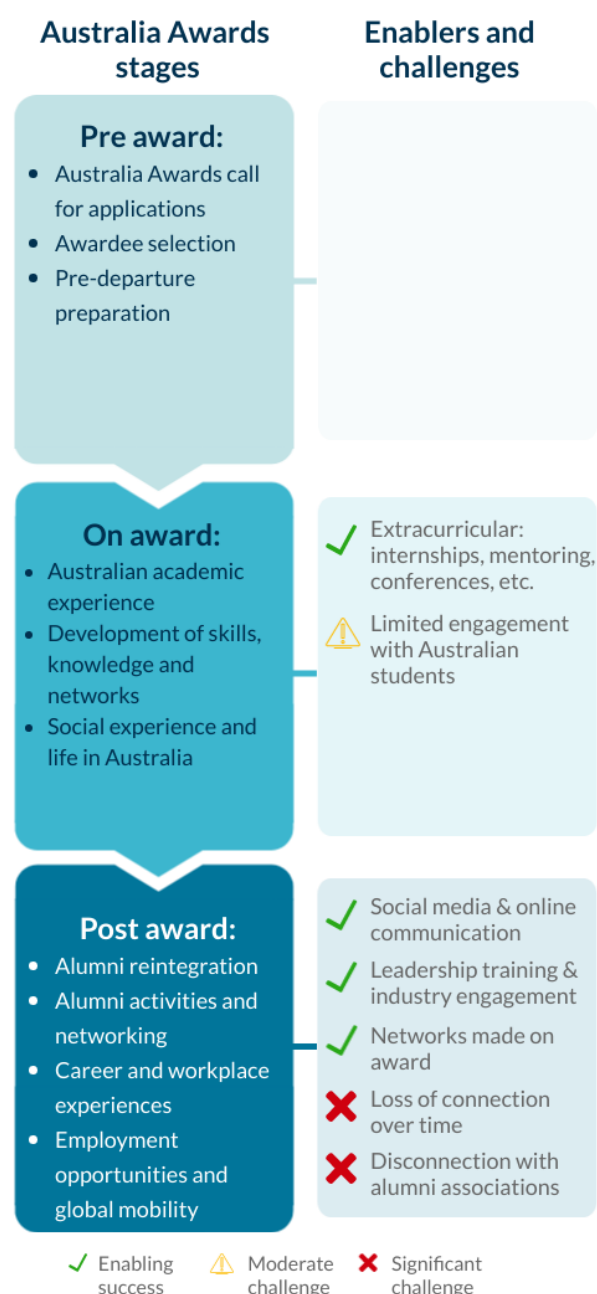 Australia Awards
stages
Enablers and
challenges
Pre award:
• Australia Awards call
for applications
• Awardee selection
• Pre-departure
preparation
On award:
• Australian academic
experience
• Development of skills,
knowledge and
networks
• Social experience and
life in Australia
Extracurricular:
internships, mentoring,
conferences, etc.
Limited engagement
with Australian
students
Post award:
• Alumni reintegration
• Alumni activities and
networking
• Career and workplace
experiences
• Employment
opportunities and
global mobility
Social media & online
communication
Leadership training &
industry engagement
Networks made on
award
Loss of connection
over time
Disconnection with
alumni associations
Enabling
success
Moderate
challenge
Significant
challenge